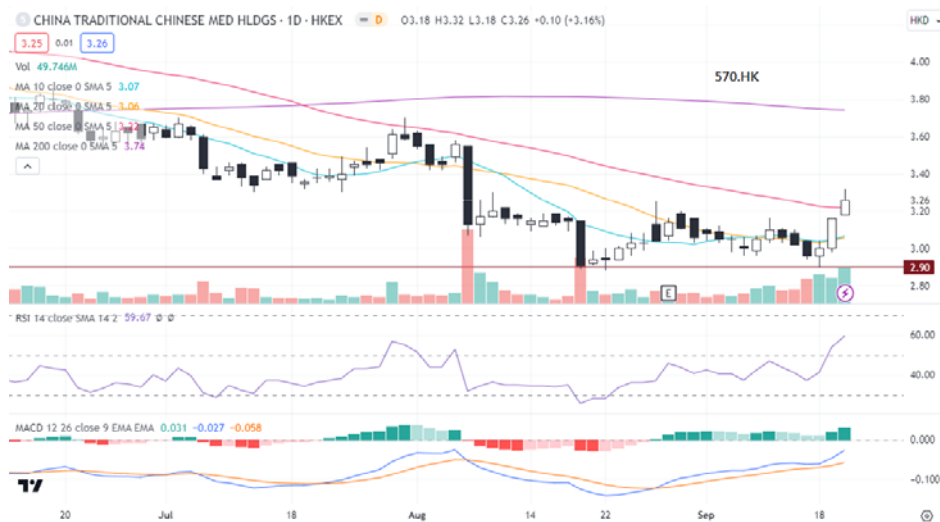 S CHINA TRADITIONAL CHINESE MED HLDGS · 1D · HKEX D O3.18 H3.32 L3.18 C3.26 +0.10 (+3.16%) HKD
3.25 0.01 3.26
Vol 49.746M
MA 10 close 0 SMA 5 3.07
MA 20 close 0 SMA 5 3.06
MA 50 close 0 SMA 5 3.22
MA 200 close 0 SMA 5 3.74
570.HK
4.00
3.80
3.60
3.40
3.26
3.20
3.00
2.90
2.80
E
RSI 14 close SMA 14 2 59.67 ∅ ∅
60.00
40.00
MACD 12 26 close 9 EMA EMA 0.031 −0.027 −0.058
0.000
−0.100
20 Jul 18 Aug 14 22 Sep 18